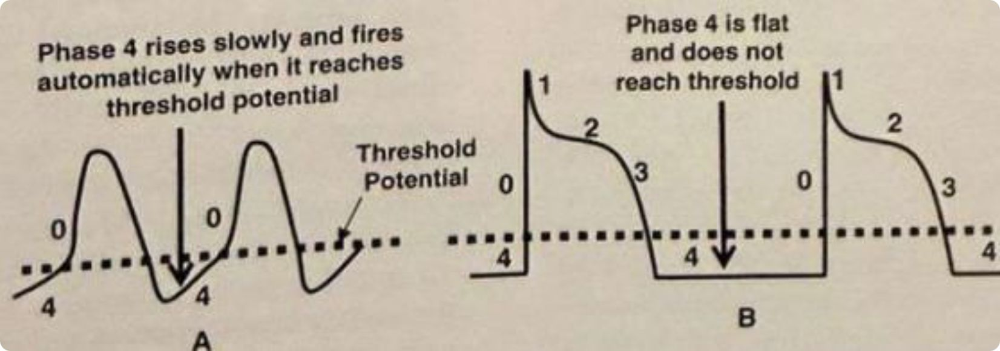 Phase 4 rises slowly and fires
automatically when it reaches
threshold potential
Threshold
Potential
0
0
4
4
A
Phase 4 is flat
and does not
reach threshold
1
1
2
2
3
3
0
0
4
4
4
B